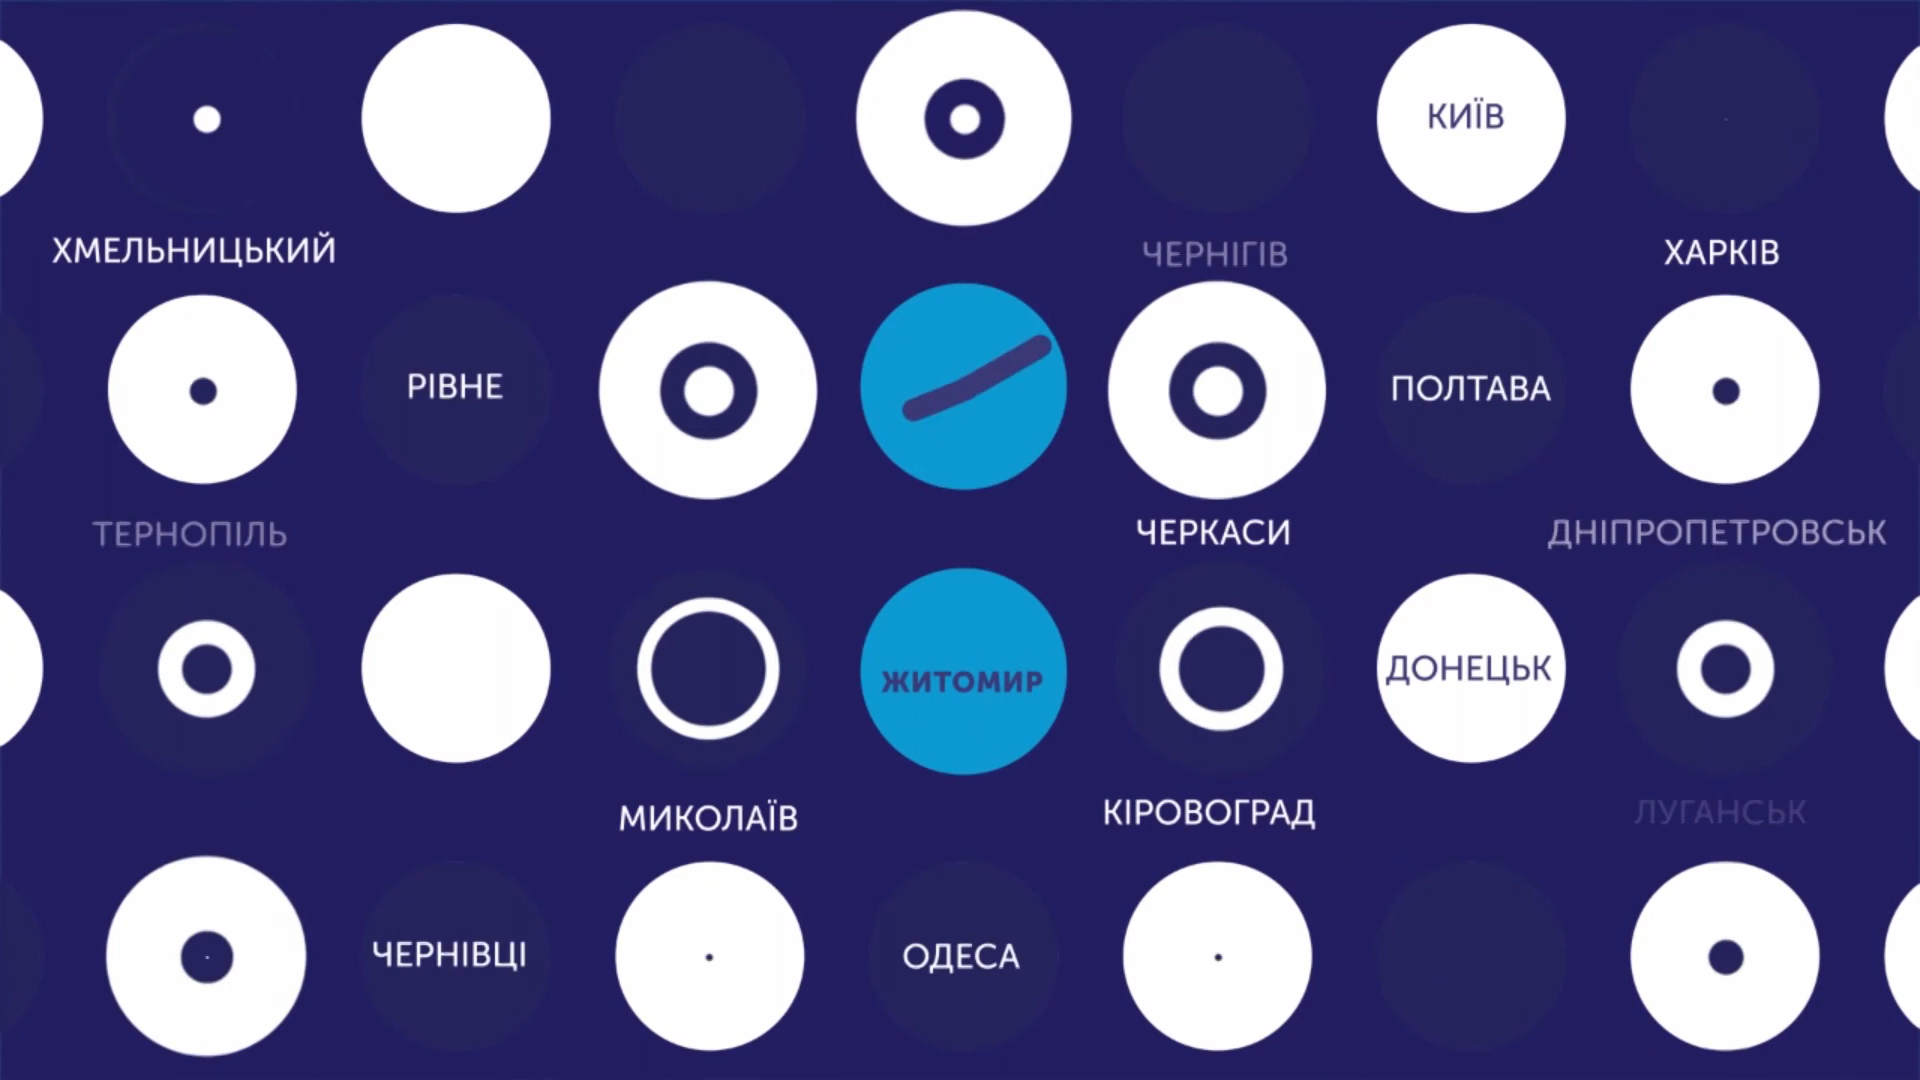 КИЇВ
ХМЕЛЬНИЦЬКИЙ
ЧЕРНІГІВ
ХАРКІВ
РІВНЕ
ПОЛТАВА
ТЕРНОПІЛЬ
ЧЕРКАСИ
ДНІПРОПЕТРОВСЬК
ЖИТОМИР
ДОНЕЦЬК
МИКОЛАЇВ
КІРОВОГРАД
ЛУГАНСЬК
ЧЕРНІВЦІ
ОДЕСА